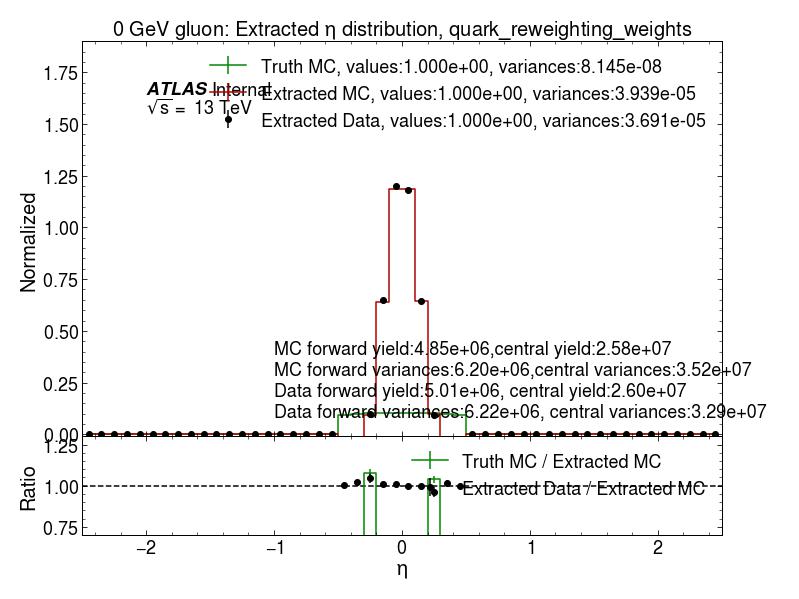 0 GeV gluon: Extracted η distribution, quark_reweighting_weights
Truth MC, values:1.000e+00, variances:8.145e-08
ATLAS Internal
Extracted MC, values:1.000e+00, variances:3.939e-05
√s = 13 TeV
Extracted Data, values:1.000e+00, variances:3.691e-05
1.75
1.50
1.25
1.00
0.75
0.50
0.25
0.00
Normalized
MC forward yield:4.85e+06,central yield:2.58e+07
MC forward variances:6.20e+06,central variances:3.52e+07
Data forward yield:5.01e+06, central yield:2.60e+07
Data forward variances:6.22e+06, central variances:3.29e+07
1.25
1.00
0.75
Ratio
Truth MC / Extracted MC
Extracted Data / Extracted MC
−2 −1 0 1 2
η